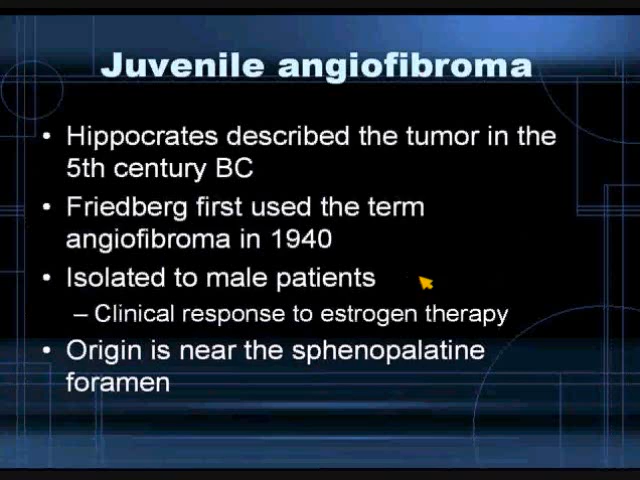 Juvenile angiofibroma
• Hippocrates described the tumor in the
5th century BC
• Friedberg first used the term
angiofibroma in 1940
• Isolated to male patients
– Clinical response to estrogen therapy
• Origin is near the sphenopalatine
foramen